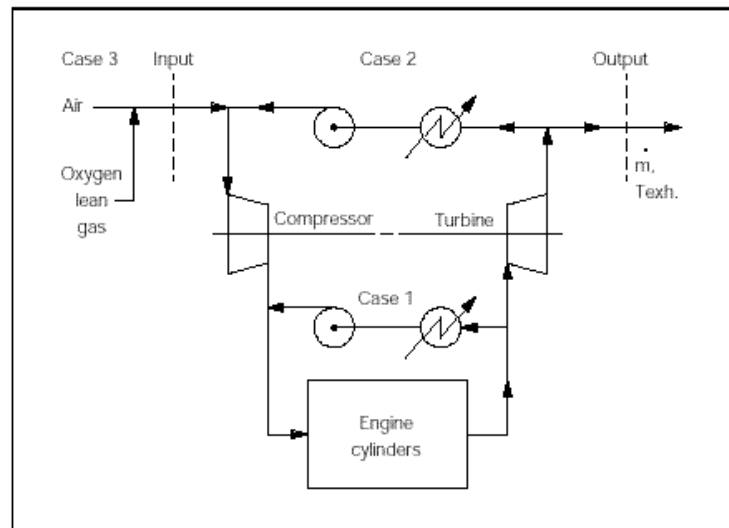 Case 3 Input Case 2 Output
Air
Oxygen
lean
gas
ṁ,
Texh.
Compressor Turbine
Case 1
Engine
cylinders